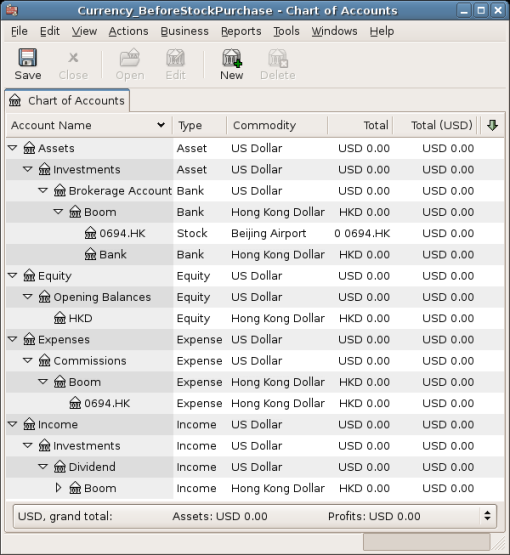 Currency_BeforeStockPurchase - Chart of Accounts
File Edit View Actions Business Reports Tools Windows Help
Save Close Open Edit New Delete
Chart of Accounts
Account Name Type Commodity Total Total (USD)
Assets Asset US Dollar USD 0.00 USD 0.00
Investments Asset US Dollar USD 0.00 USD 0.00
Brokerage Account Bank US Dollar USD 0.00 USD 0.00
Boom Bank Hong Kong Dollar HKD 0.00 USD 0.00
0694.HK Stock Beijing Airport 0 0694.HK USD 0.00
Bank Bank Hong Kong Dollar HKD 0.00 USD 0.00
Equity Equity US Dollar USD 0.00 USD 0.00
Opening Balances Equity US Dollar USD 0.00 USD 0.00
HKD Equity Hong Kong Dollar HKD 0.00 USD 0.00
Expenses Expense US Dollar USD 0.00 USD 0.00
Commissions Expense US Dollar USD 0.00 USD 0.00
Boom Expense Hong Kong Dollar HKD 0.00 USD 0.00
0694.HK Expense Hong Kong Dollar HKD 0.00 USD 0.00
Income Income US Dollar USD 0.00 USD 0.00
Investments Income US Dollar USD 0.00 USD 0.00
Dividend Income US Dollar USD 0.00 USD 0.00
Boom Income Hong Kong Dollar HKD 0.00 USD 0.00
USD, grand total: Assets: USD 0.00 Profits: USD 0.00